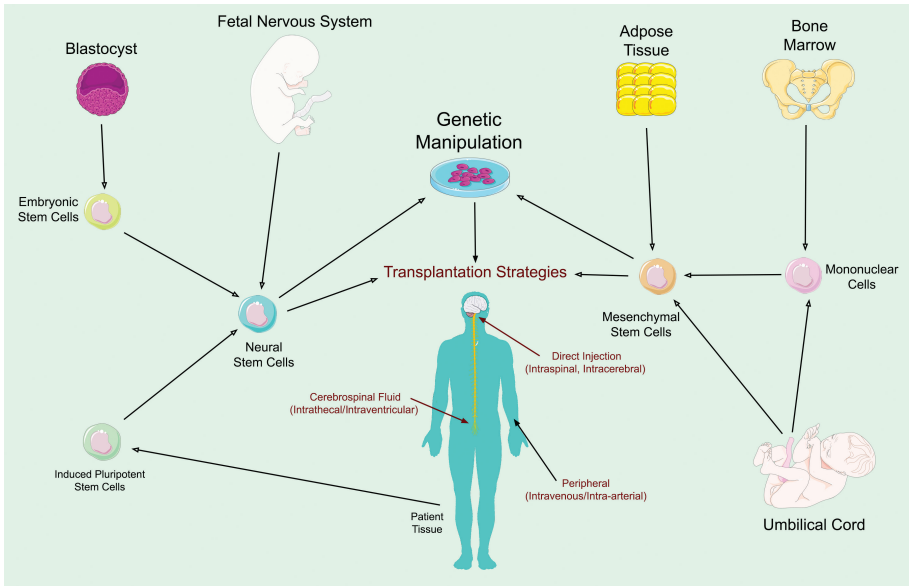 Fetal Nervous System
Blastocyst
Adpose
Tissue
Bone
Marrow
Genetic
Manipulation
Embryonic
Stem Cells
Transplantation Strategies
Mononuclear
Cells
Mesenchymal
Stem Cells
Neural
Stem Cells
Direct Injection
(Intraspinal, Intracerebral)
Cerebrospinal Fluid
(Intrathecal/Intraventricular)
Induced Pluripotent
Stem Cells
Peripheral
(Intravenous/Intra-arterial)
Patient
Tissue
Umbilical Cord